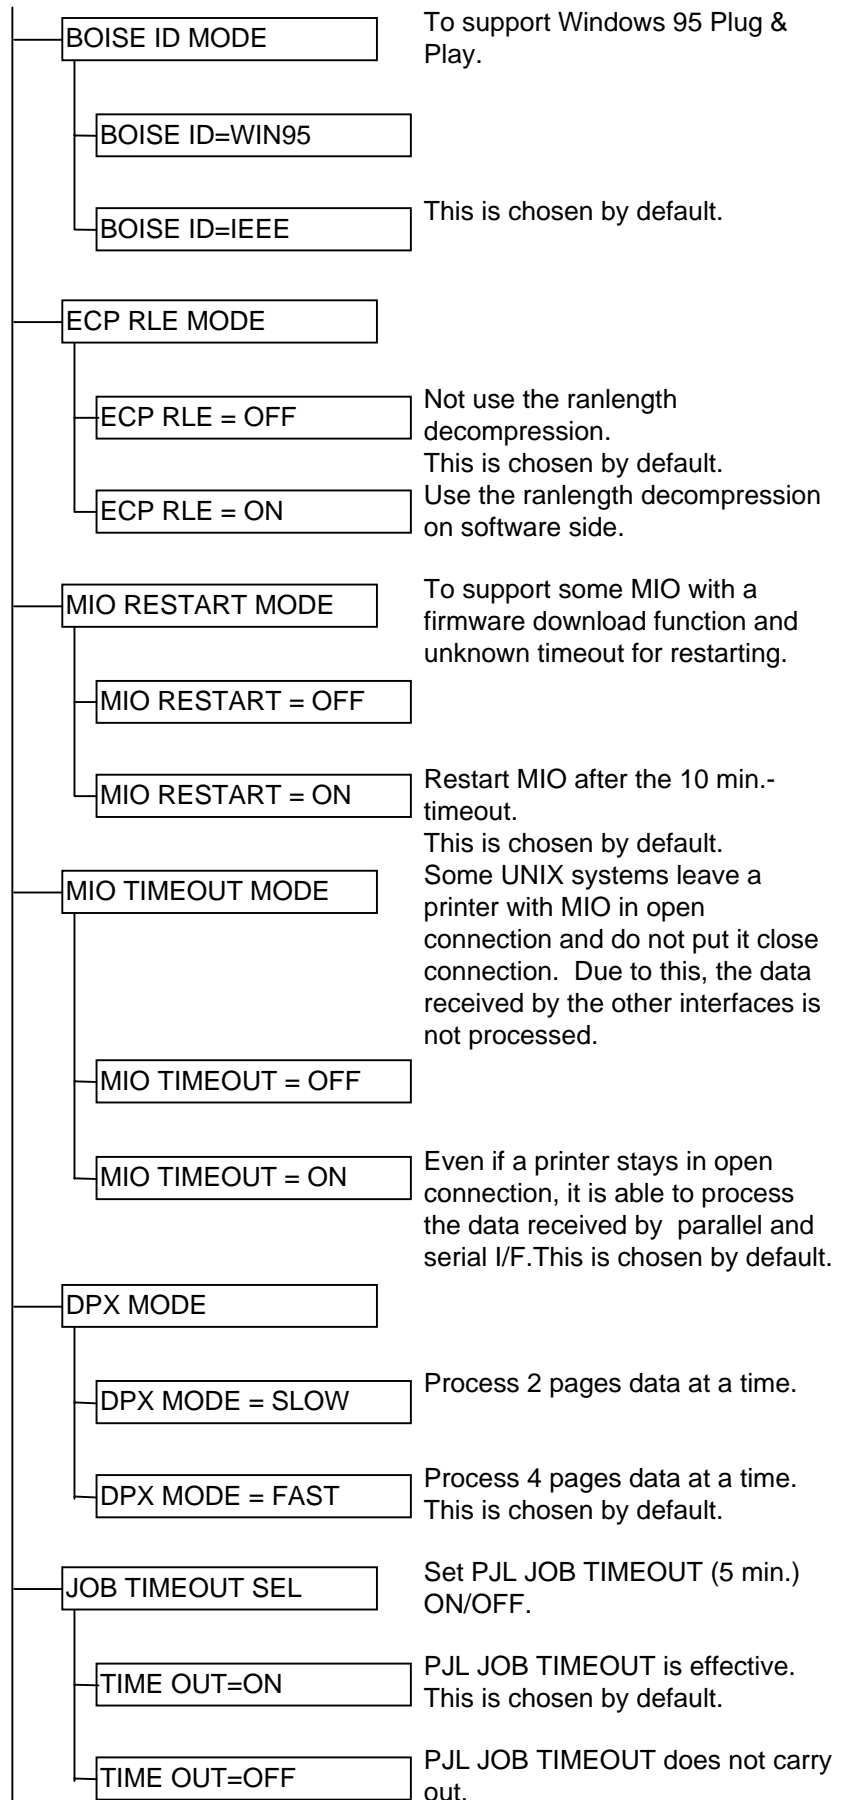 BOISE ID MODE
To support Windows 95 Plug &
Play.
BOISE ID=WIN95
BOISE ID=IEEE
This is chosen by default.
ECP RLE MODE
ECP RLE = OFF
Not use the ranlength
decompression.
This is chosen by default.
ECP RLE = ON
Use the ranlength decompression
on software side.
MIO RESTART MODE
To support some MIO with a
firmware download function and
unknown timeout for restarting.
MIO RESTART = OFF
MIO RESTART = ON
Restart MIO after the 10 min.-
timeout.
This is chosen by default.
MIO TIMEOUT MODE
Some UNIX systems leave a
printer with MIO in open
connection and do not put it close
connection.  Due to this, the data
received by the other interfaces is
not processed.
MIO TIMEOUT = OFF
MIO TIMEOUT = ON
Even if a printer stays in open
connection, it is able to process
the data received by  parallel and
serial I/F.This is chosen by default.
DPX MODE
DPX MODE = SLOW
Process 2 pages data at a time.
DPX MODE = FAST
Process 4 pages data at a time.
This is chosen by default.
JOB TIMEOUT SEL
Set PJL JOB TIMEOUT (5 min.)
ON/OFF.
TIME OUT=ON
PJL JOB TIMEOUT is effective.
This is chosen by default.
TIME OUT=OFF
PJL JOB TIMEOUT does not carry
out.